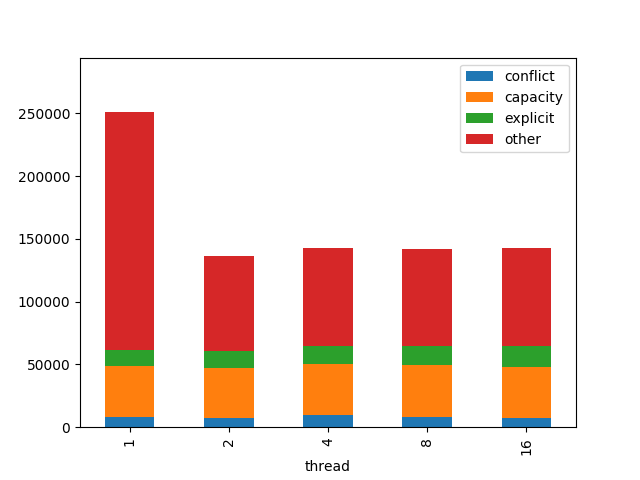 conflict
capacity
explicit
other
250000
200000
150000
100000
50000
0
1
2
4
8
16
thread